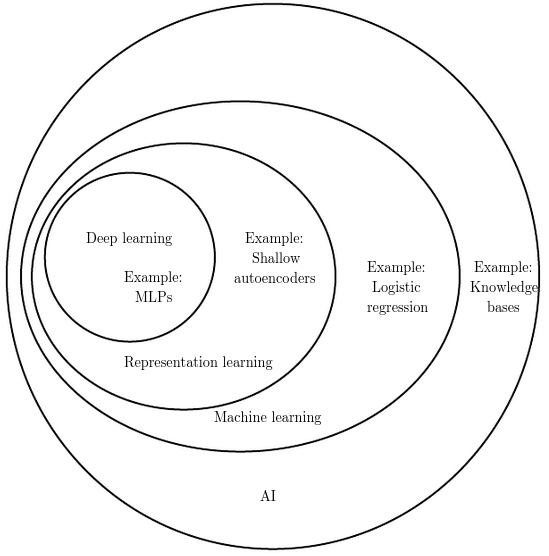 Deep learning
Example:
MLPs
Example:
Shallow
autoencoders
Example:
Logistic
regression
Example:
Knowledge
bases
Representation learning
Machine learning
AI